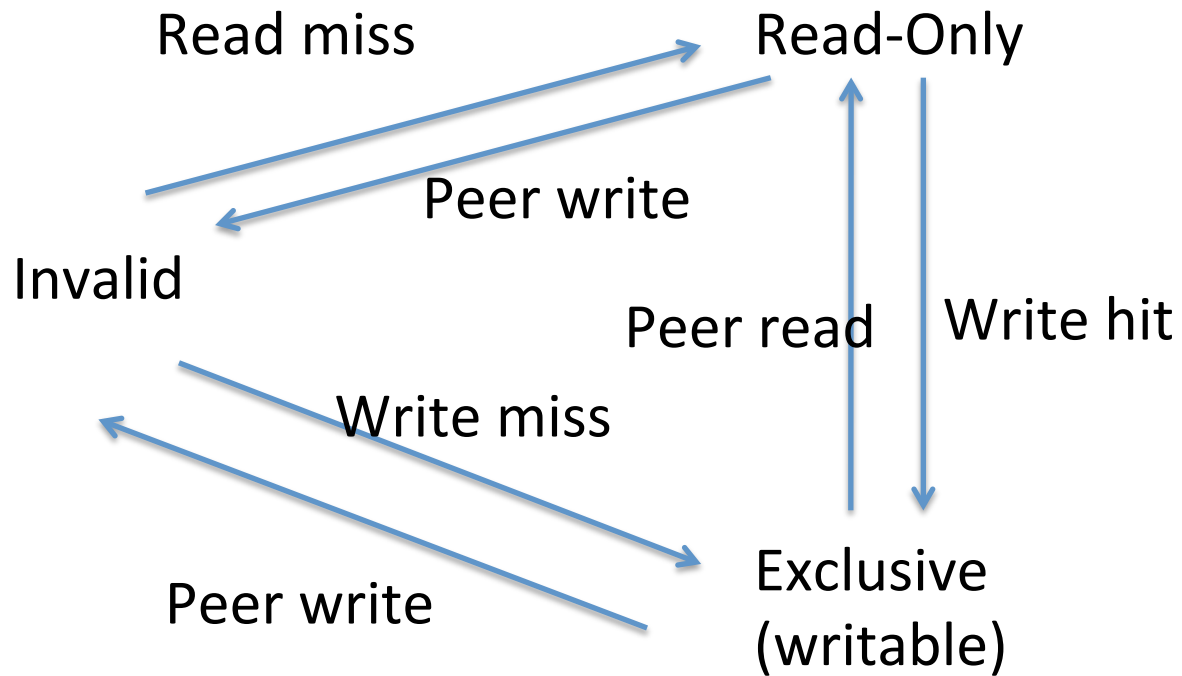 Read miss
Read-Only
Peer write
Invalid
Peer read
Write hit
Write miss
Exclusive
(writable)
Peer write